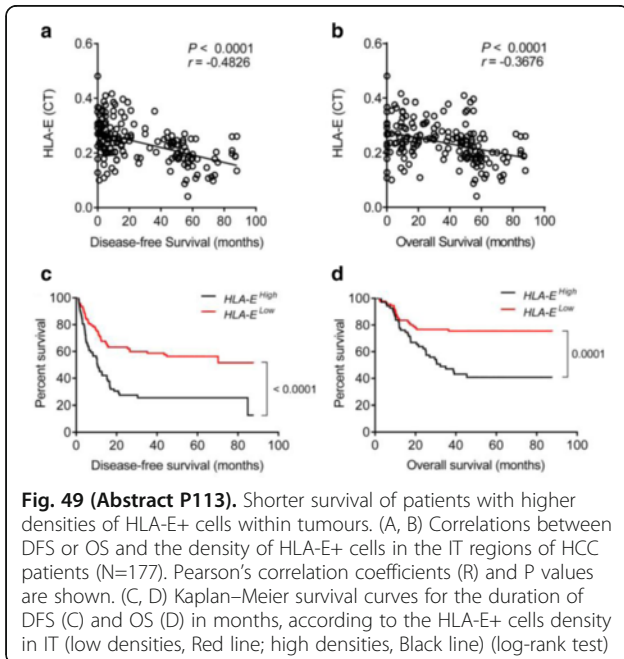 a
b
0.6
P < 0.0001
r = -0.4826
0.4
HLA-E (CT)
0.2
0.0
0 20 40 60 80 100
Disease-free Survival (months)
0.6
P < 0.0001
r = -0.3676
0.4
HLA-E (CT)
0.2
0.0
0 20 40 60 80 100
Overall Survival (months)
c
d
HLA-E High
HLA-E Low
100
80
60
40
20
0
Percent survival
< 0.0001
0 20 40 60 80 100
Disease-free survival
(months)
HLA-E High
HLA-E Low
100
80
60
40
20
0
Percent survival
0.0001
0 20 40 60 80 100
Overall survival (months)
Fig. 49 (Abstract P113). Shorter survival of patients with higher
densities of HLA-E+ cells within tumours. (A, B) Correlations between
DFS or OS and the density of HLA-E+ cells in the IT regions of HCC
patients (N=177). Pearson’s correlation coefficients (R) and P values
are shown. (C, D) Kaplan–Meier survival curves for the duration of
DFS (C) and OS (D) in months, according to the HLA-E+ cells density
in IT (low densities, Red line; high densities, Black line) (log-rank test)